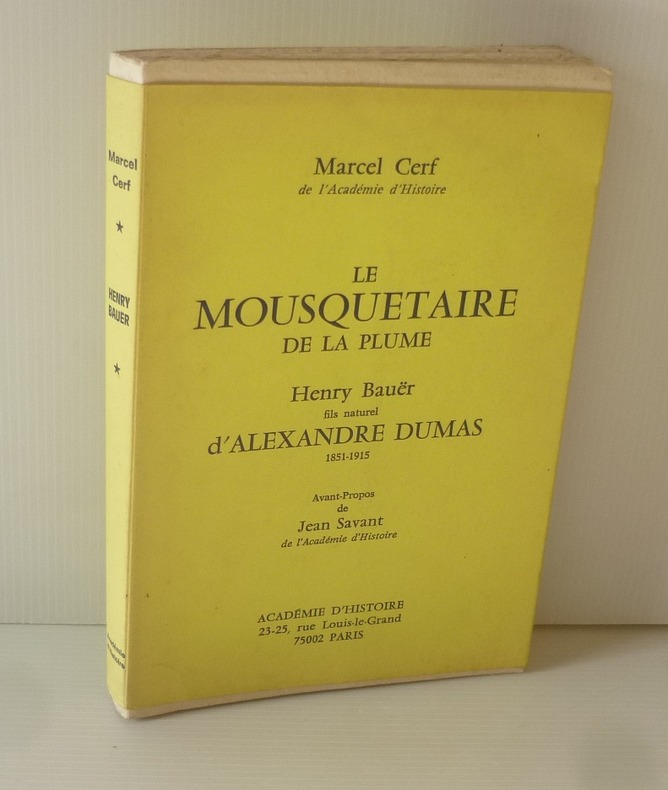 Marcel
Cerf
HENRY
BAUER
Marcel Cerf
de l'Académie d'Histoire
LE
MOUSQUETAIRE
DE LA PLUME
Henry Bauër
fils naturel
d'ALEXANDRE DUMAS
1851-1915
Avant-Propos
de
Jean Savant
de l'Académie d'Histoire
ACADÉMIE D'HISTOIRE
23-25, rue Louis-le-Grand
75002 PARIS